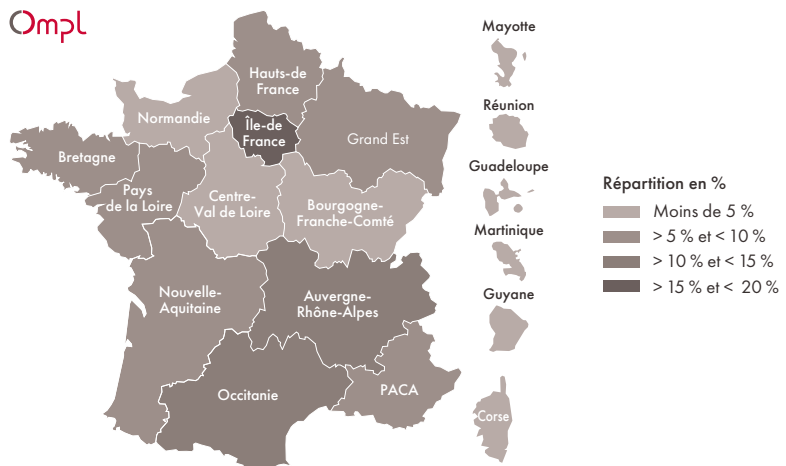 Ompl
Hauts-de
France
Normandie
Île-de
France
Grand Est
Bretagne
Pays
de la Loire
Centre-
Val de Loire
Bourgogne-
Franche-Comté
Nouvelle-
Aquitaine
Auvergne-
Rhône-Alpes
Occitanie
PACA
Mayotte
Réunion
Guadeloupe
Martinique
Guyane
Corse
Répartition en %
Moins de 5 %
> 5 % et < 10 %
> 10 % et < 15 %
> 15 % et < 20 %